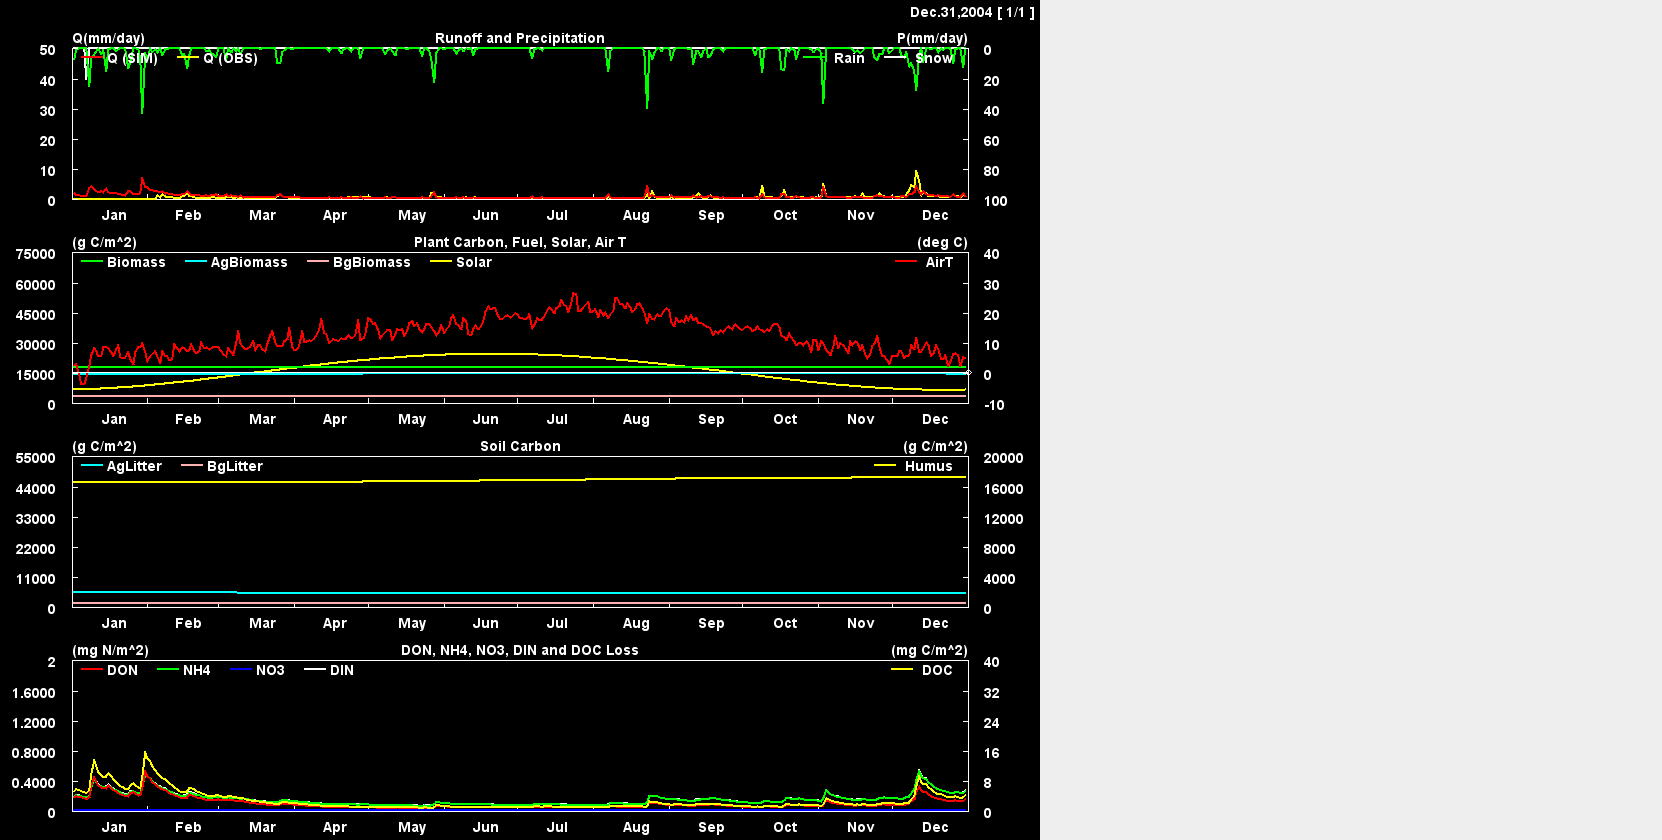 Dec.31,2004 [ 1/1 ]
Q(mm/day) Runoff and Precipitation P(mm/day)
50 0
Q (SIM) Q (OBS) Rain Snow
40 20
30 40
20 60
10 80
0 100
Jan Feb Mar Apr May Jun Jul Aug Sep Oct Nov Dec
(g C/m^2) Plant Carbon, Fuel, Solar, Air T (deg C)
75000 40
Biomass AgBiomass BgBiomass Solar AirT
60000 30
45000 20
30000 10
15000 0
0 -10
Jan Feb Mar Apr May Jun Jul Aug Sep Oct Nov Dec
(g C/m^2) Soil Carbon (g C/m^2)
55000 20000
AgLitter BgLitter Humus
44000 16000
33000 12000
22000 8000
11000 4000
0 0
Jan Feb Mar Apr May Jun Jul Aug Sep Oct Nov Dec
(mg N/m^2) DON, NH4, NO3, DIN and DOC Loss (mg C/m^2)
2 40
DON NH4 NO3 DIN DOC
1.6000 32
1.2000 24
0.8000 16
0.4000 8
0 0
Jan Feb Mar Apr May Jun Jul Aug Sep Oct Nov Dec